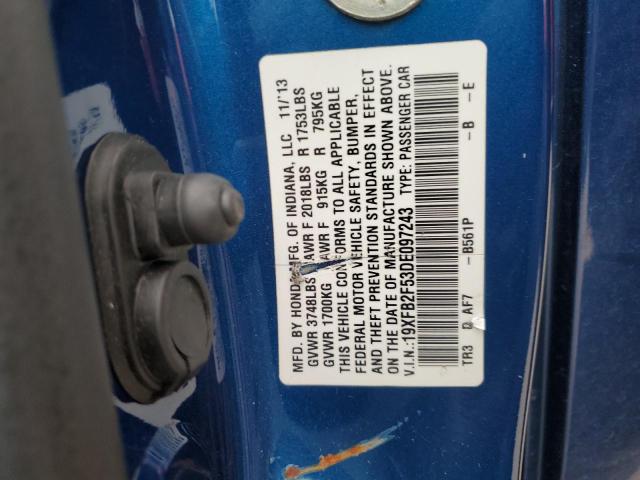 MFD. BY HONDA MFG. OF INDIANA, LLC 11/'13
GVWR 3748LBS GAWR F 2018LBS R 1753LBS
GVWR 1700KG GAWR F 915KG R 795KG
THIS VEHICLE CONFORMS TO ALL APPLICABLE
FEDERAL MOTOR VEHICLE SAFETY, BUMPER,
AND THEFT PREVENTION STANDARDS IN EFFECT
ON THE DATE OF MANUFACTURE SHOWN ABOVE.
V.I.N.:19XFB2F53DE097243 TYPE: PASSENGER CAR
TR3 D AF7 -B561P -B -E